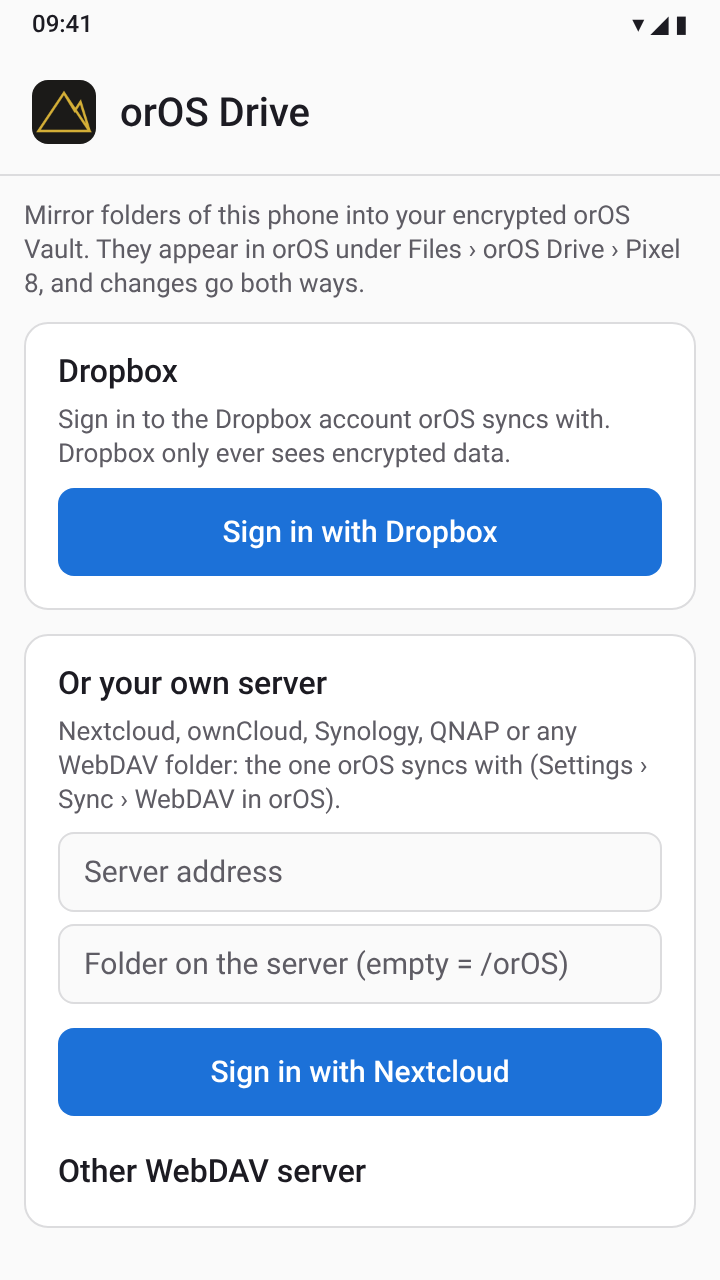 09:41
orOS Drive
Mirror folders of this phone into your encrypted orOS
Vault. They appear in orOS under Files › orOS Drive › Pixel
8, and changes go both ways.
Dropbox
Sign in to the Dropbox account orOS syncs with.
Dropbox only ever sees encrypted data.
Sign in with Dropbox
Or your own server
Nextcloud, ownCloud, Synology, QNAP or any
WebDAV folder: the one orOS syncs with (Settings ›
Sync › WebDAV in orOS).
Server address
Folder on the server (empty = /orOS)
Sign in with Nextcloud
Other WebDAV server